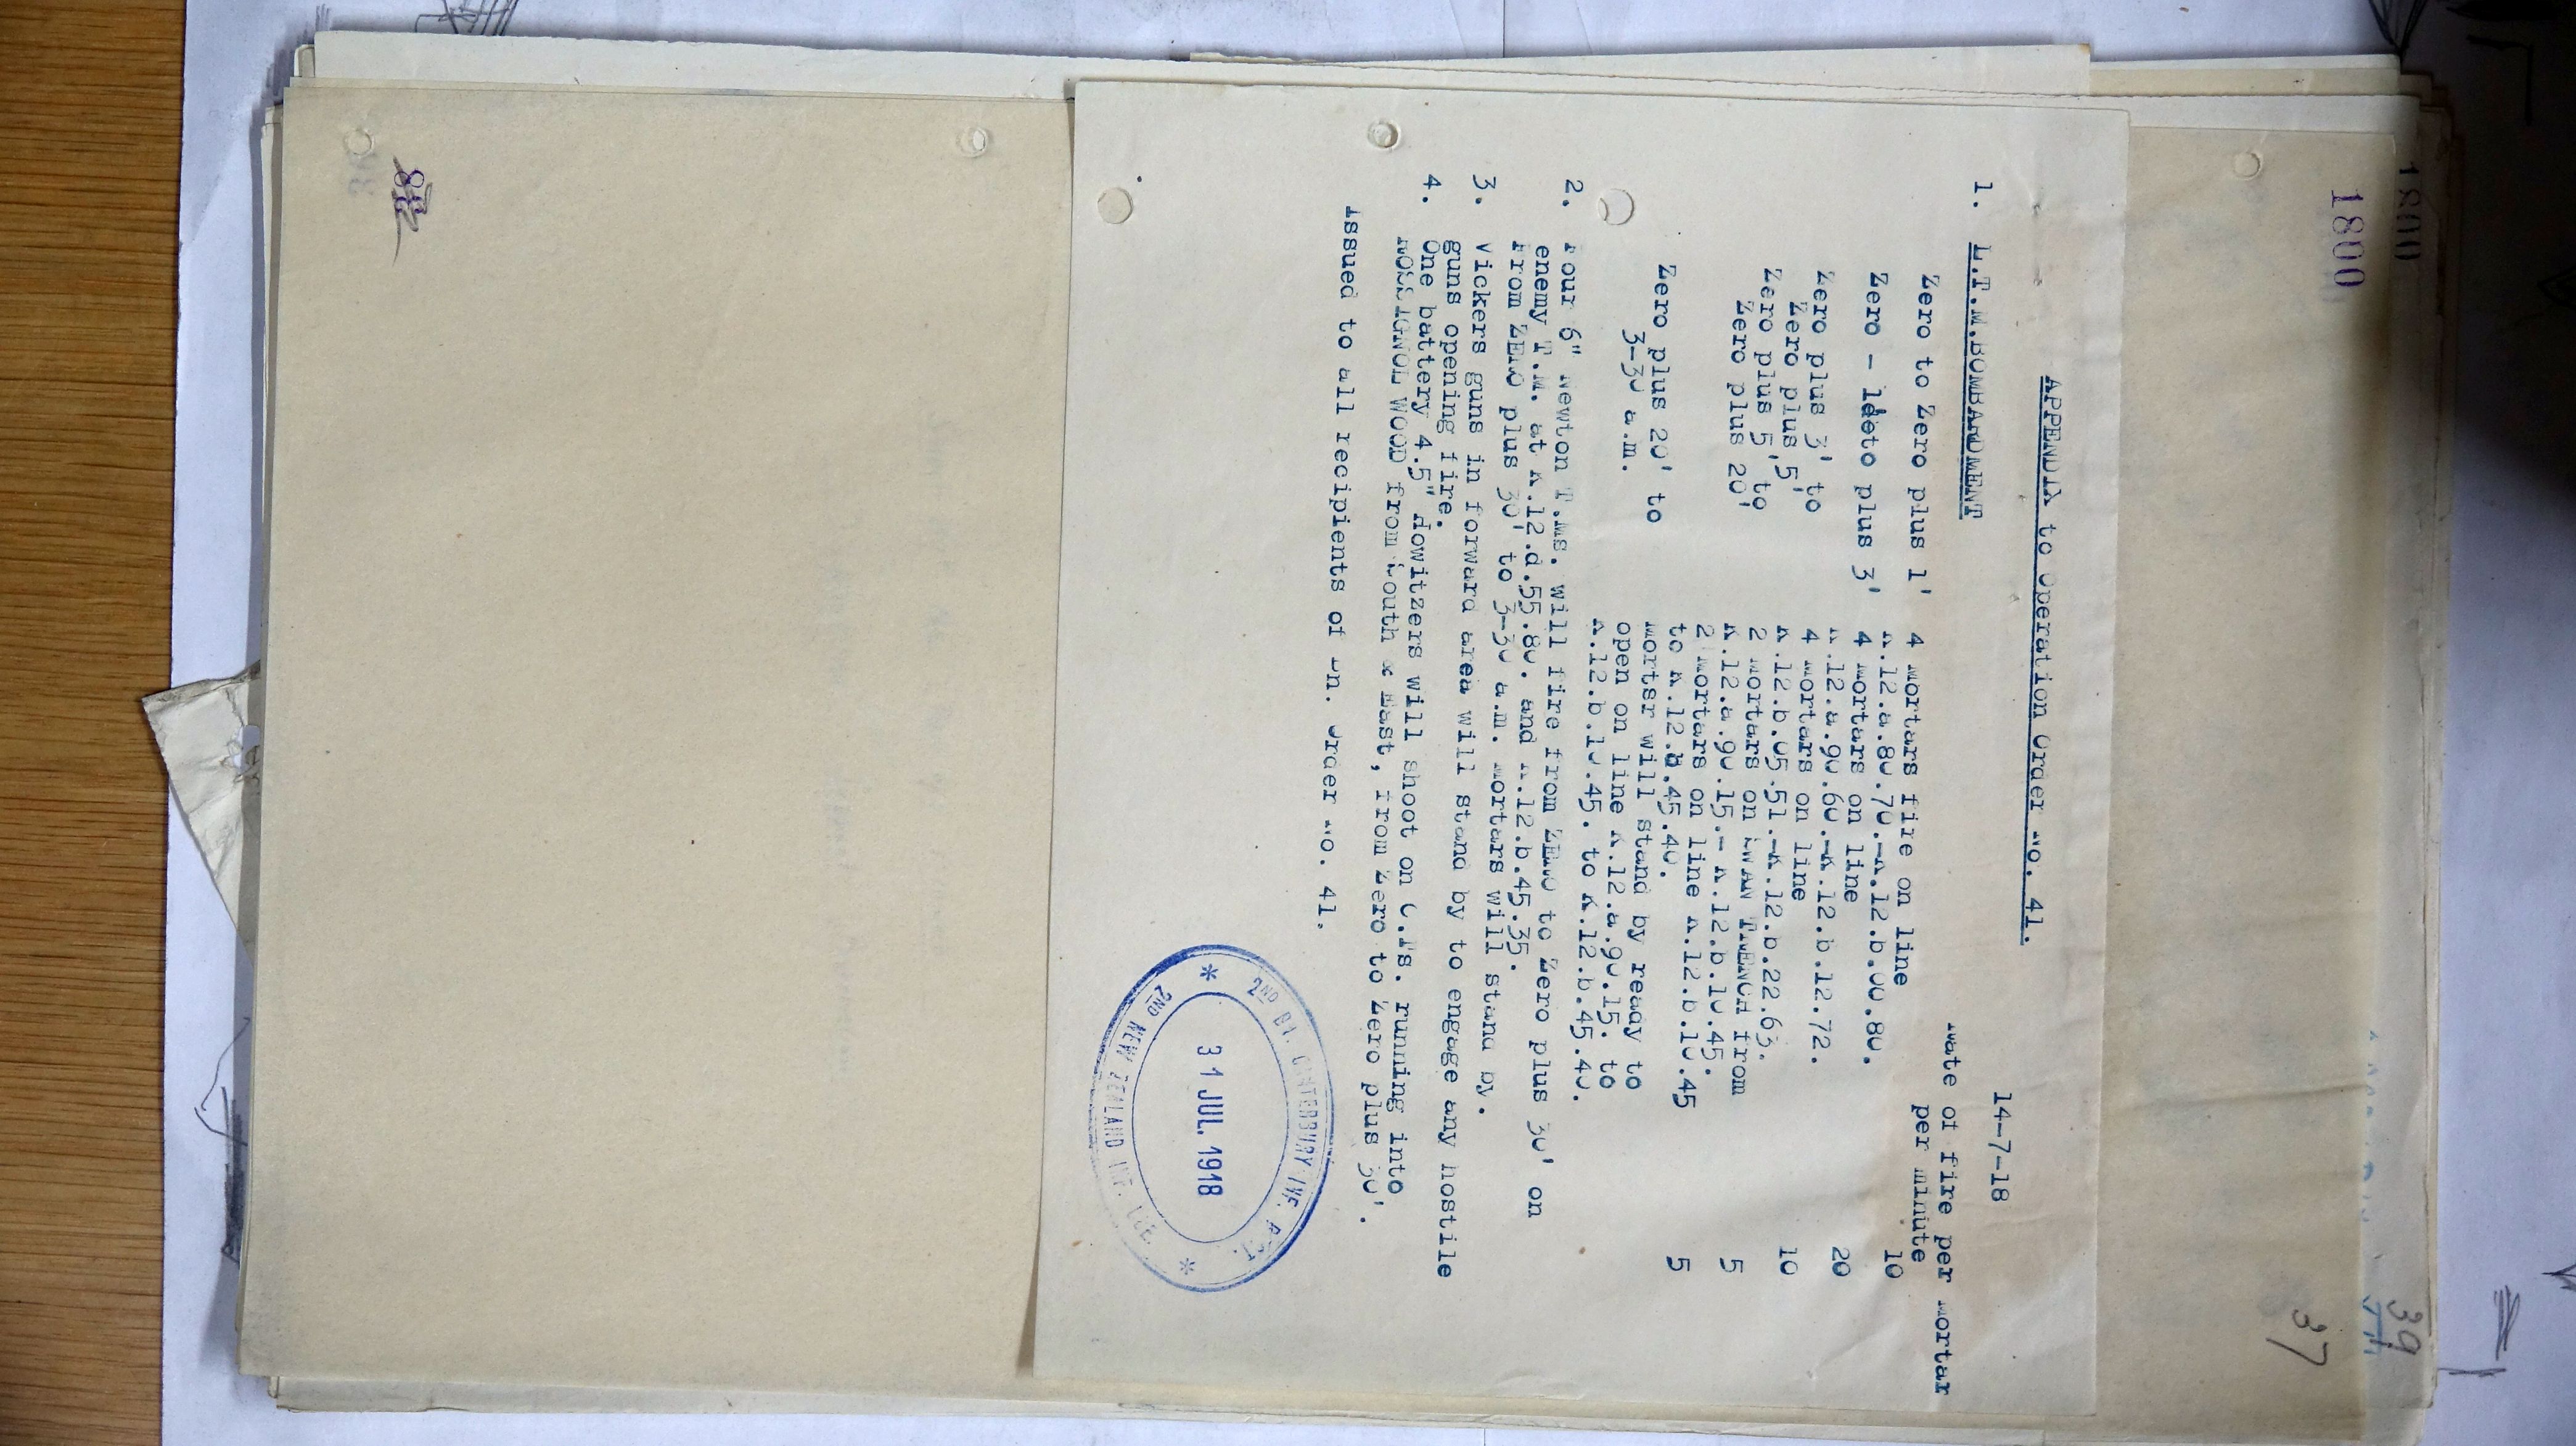 1800
1800
39
37
APPENDIX to Operation Order No. 41.
14-7-18
1. L.T.M.BOMBARDMENT
Rate of fire per Mortar
per minute
Zero to Zero plus 1' 4 Mortars fire on line
K.12.a.80.70.-K.12.b.00.80. 10
Zero - to plus 3' 4 Mortars on line
K.12.a.90.60.-K.12.b.12.72. 20
Zero plus 3' to 4 Mortars on line
Zero plus 5' K.12.b.05.51.-K.12.b.22.63. 10
Zero plus 5' to 2 Mortars on SWAN TRENCH from
Zero plus 20' K.12.a.90.15.- K.12.b.10.45. 5
2 Mortars on line K.12.b.10.45
to K.12.b.45.40. 5
Zero plus 20' to Mortsr will stand by ready to
3-30 a.m. open on line K.12.a.90.15. to
K.12.b.10.45. to K.12.b.45.40.
2. Four 6" Newton T.Ms. will fire from ZERO to Zero plus 30' on
enemy T.M. at K.12.d.55.80. and K.12.b.45.35.
From ZERO plus 30' to 3-30 a.m. Mortars will stand by.
3. Vickers guns in forward area will stand by to engage any hostile
guns opening fire.
4. One battery 4.5" Howitzers will shoot on C.Ts. running into
ROSSIGNOL WOOD from South & East, from Zero to Zero plus 30'.
Issued to all recipients of Bn. Order No. 41.
2ND BN. CANTERBURY INF. REGT.
31 JUL. 1918
2ND NEW ZEALAND INF. BDE.